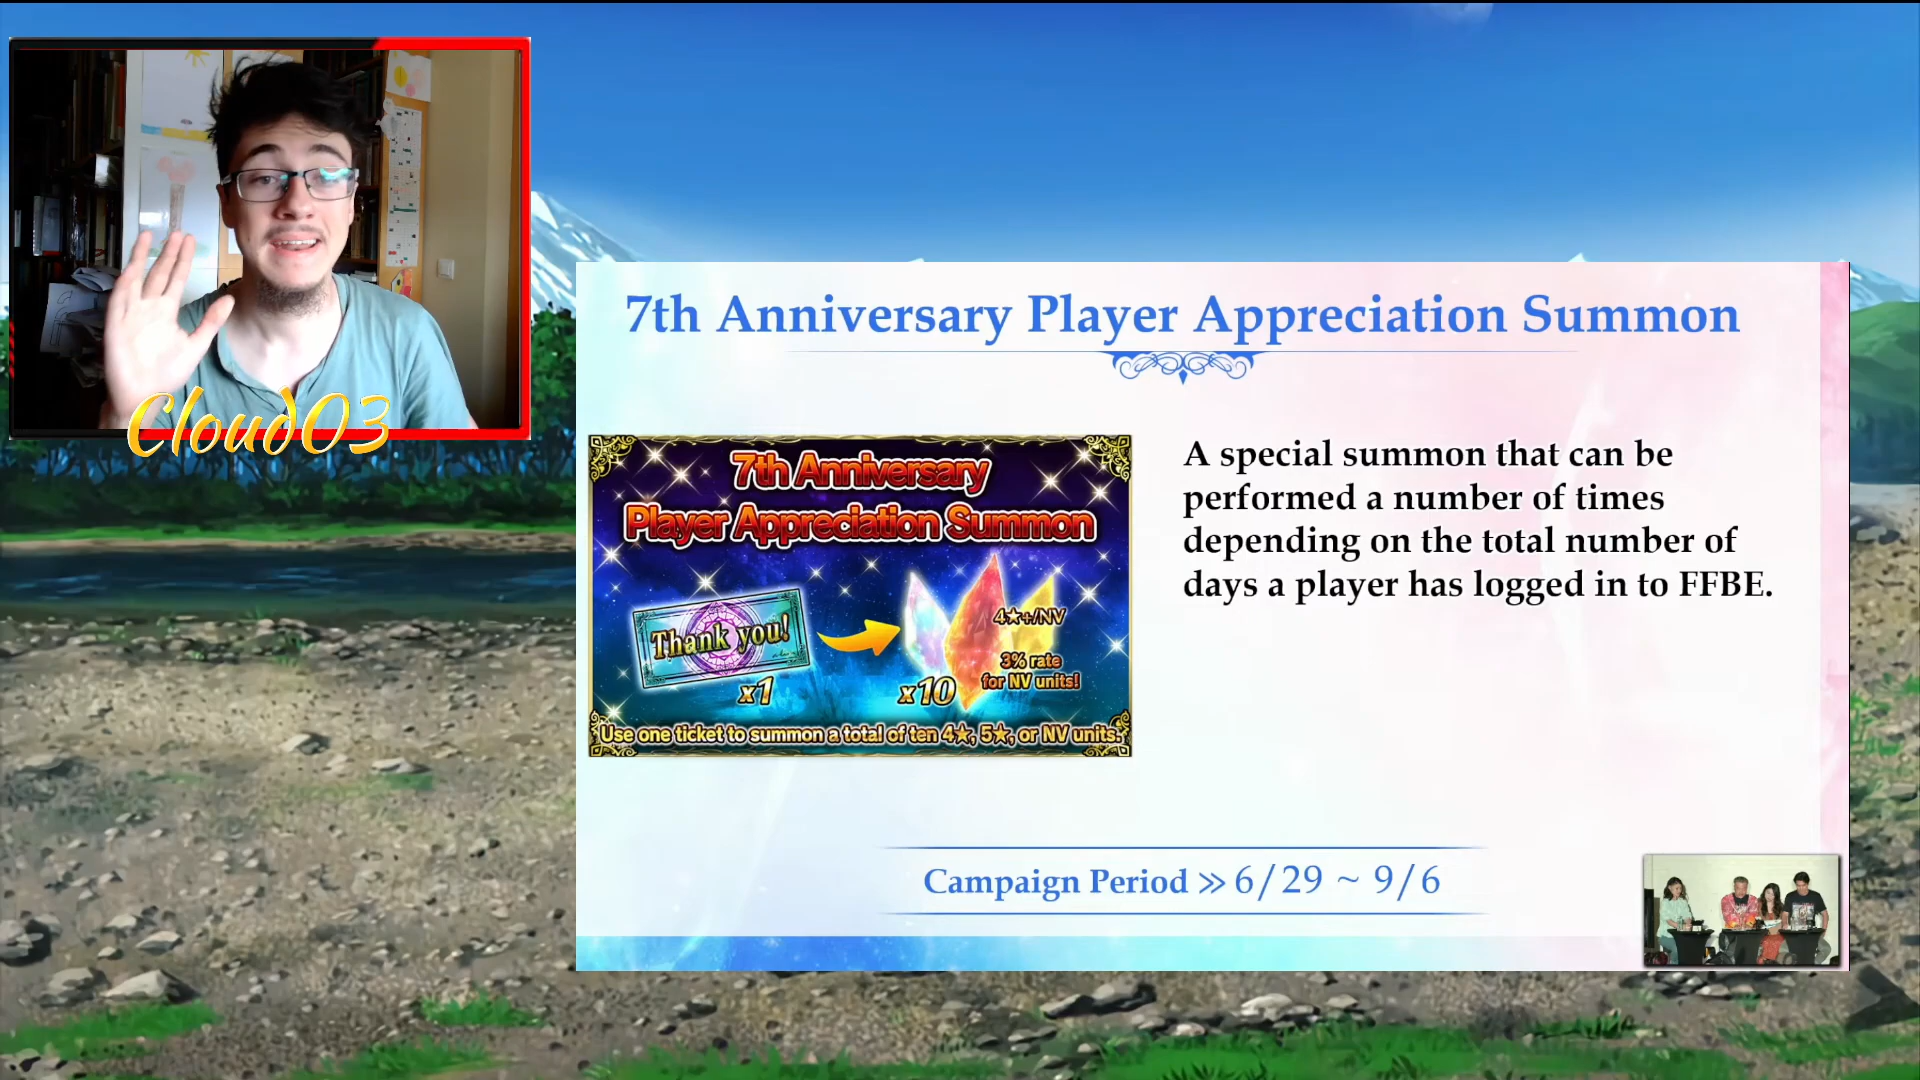 Cloud03
7th Anniversary Player Appreciation Summon
7th Anniversary
Player Appreciation Summon
Thank you!
x1
x10
4★+/NV
3% rate
for NV units!
Use one ticket to summon a total of ten 4★, 5★, or NV units.
A special summon that can be
performed a number of times
depending on the total number of
days a player has logged in to FFBE.
Campaign Period >> 6/29 ~ 9/6